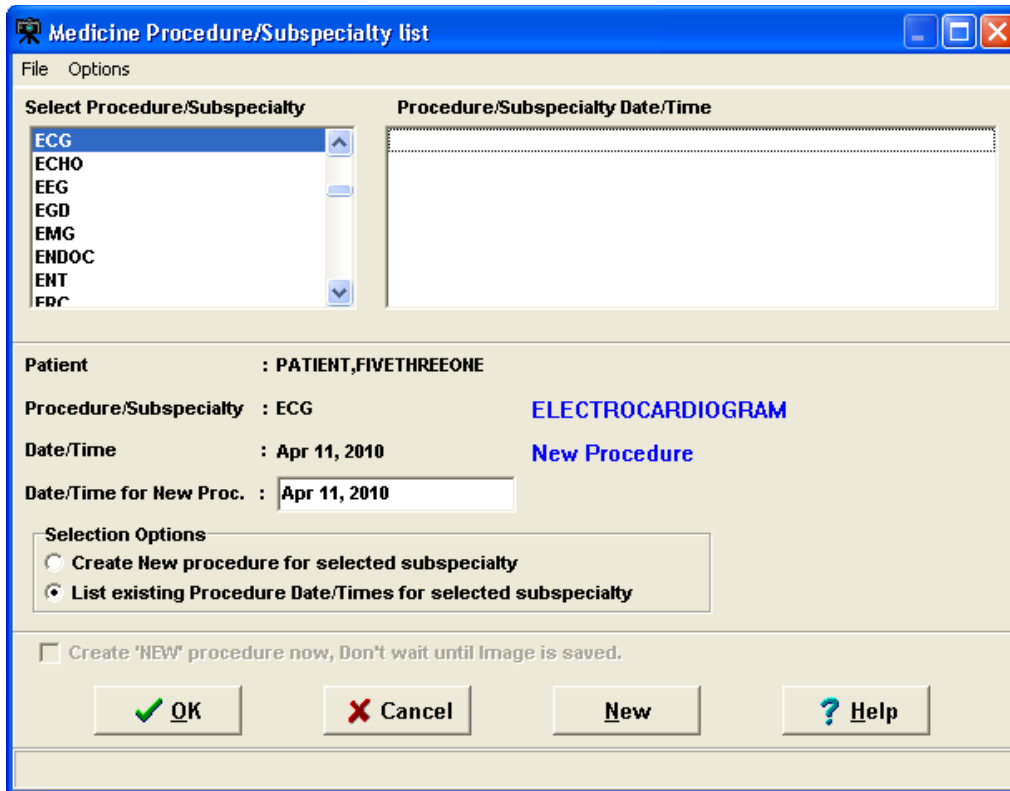 Medicine Procedure/Subspecialty list
File Options
Select Procedure/Subspecialty Procedure/Subspecialty Date/Time
ECG
ECHO
EEG
EGD
EMG
ENDOC
ENT
ERC
Patient : PATIENT,FIVETHREEONE
Procedure/Subspecialty : ECG ELECTROCARDIOGRAM
Date/Time : Apr 11, 2010 New Procedure
Date/Time for New Proc. : Apr 11, 2010
Selection Options
Create New procedure for selected subspecialty
List existing Procedure Date/Times for selected subspecialty
Create 'NEW' procedure now, Don't wait until Image is saved.
OK Cancel New Help